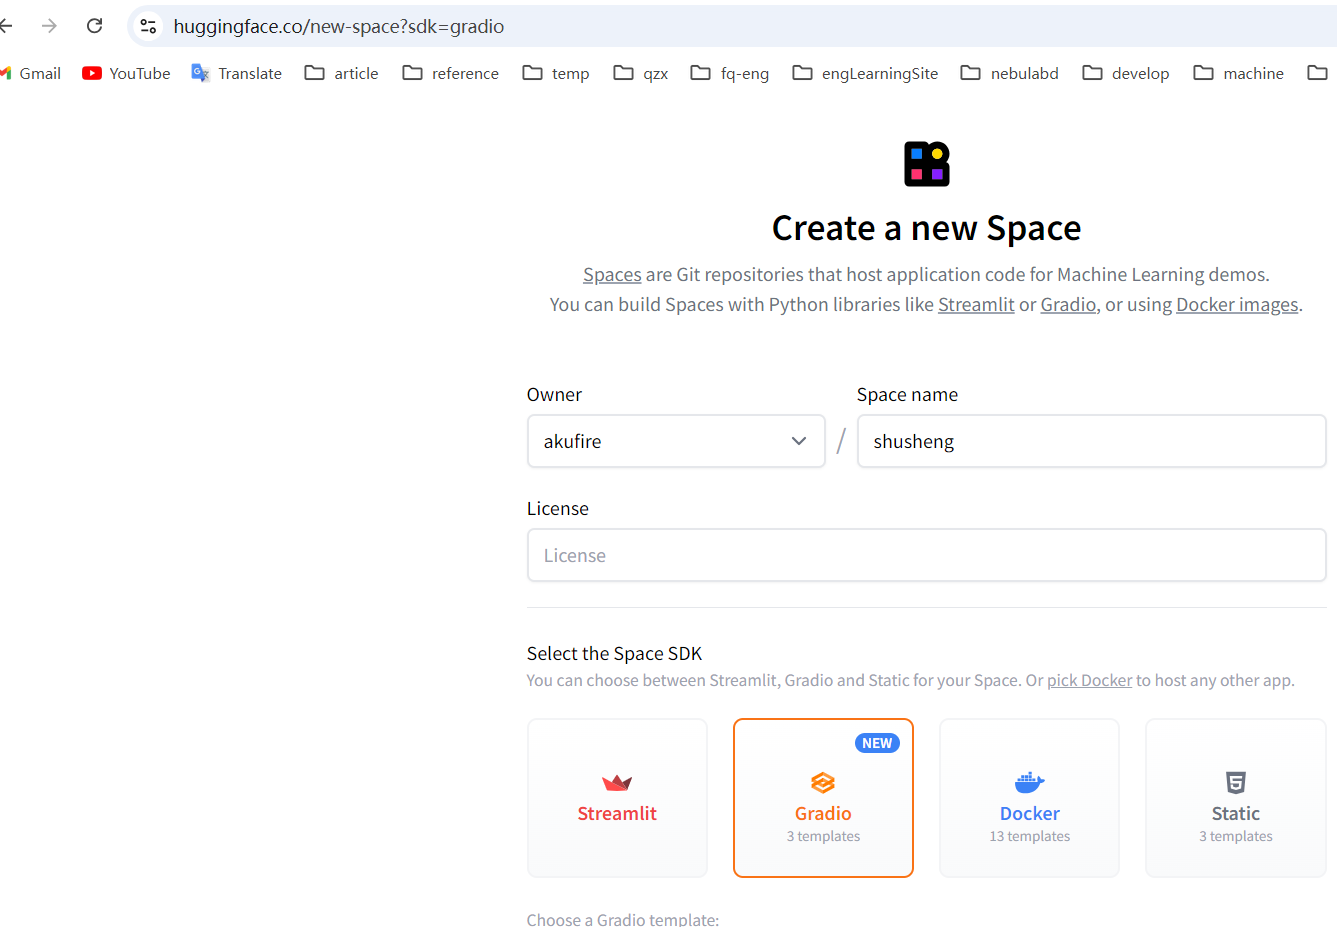 huggingface.co/new-space?sdk=gradio
Gmail YouTube Translate article reference temp qzx fq-eng engLearningSite nebulabd develop machine
Create a new Space
Spaces are Git repositories that host application code for Machine Learning demos.
You can build Spaces with Python libraries like Streamlit or Gradio, or using Docker images.
Owner Space name
akufire / shusheng
License
License
Select the Space SDK
You can choose between Streamlit, Gradio and Static for your Space. Or pick Docker to host any other app.
NEW
Streamlit Gradio Docker Static
3 templates 13 templates 3 templates
Choose a Gradio template: